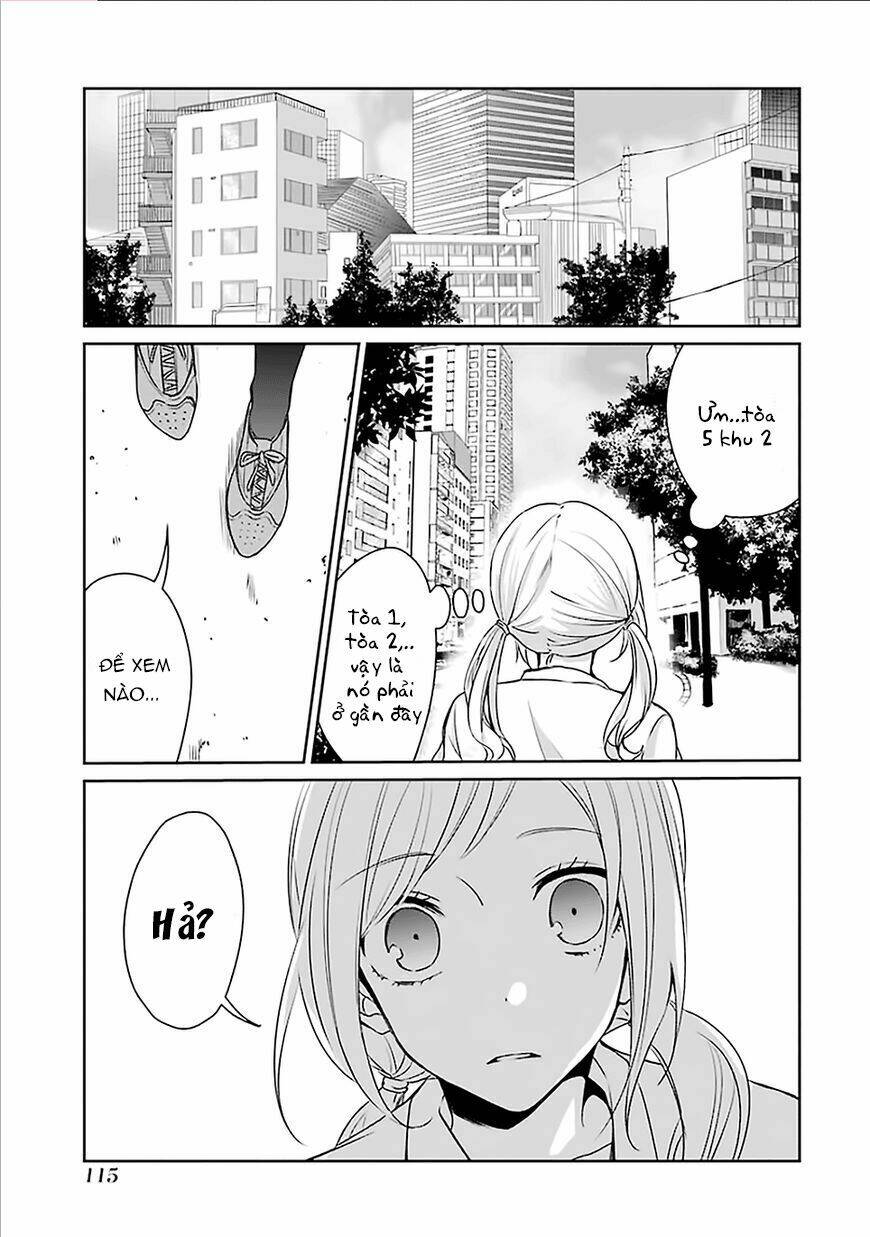 Ừm...tòa
5 khu 2
tòa 1,
tòa 2,..
vậy là
nó phải
ở gần đây
ĐỂ XEM
NÀO...
Hả?
115